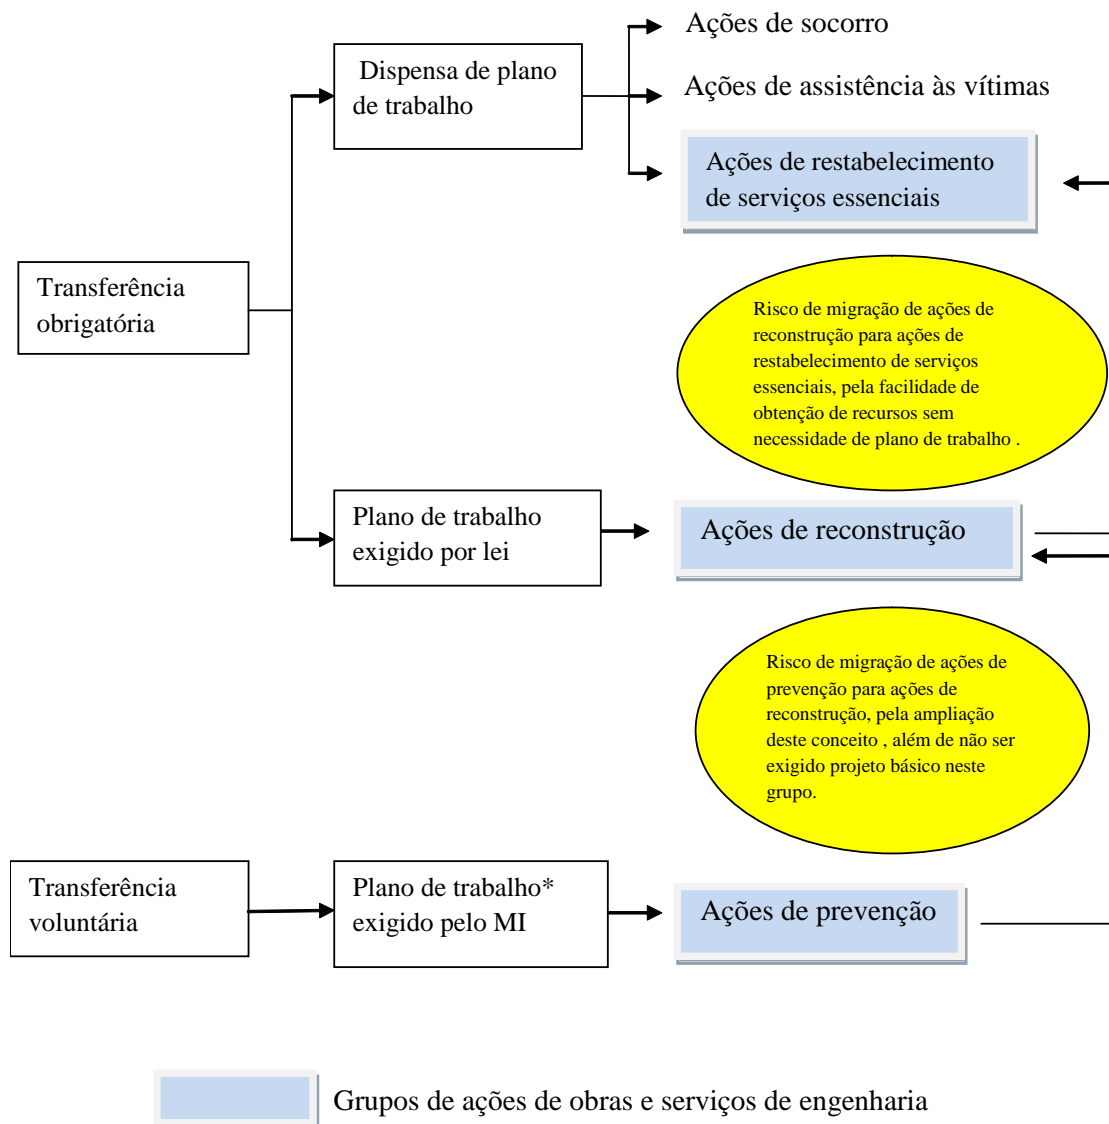 Ações de socorro
Dispensa de plano
de trabalho
Ações de assistência às vítimas
Ações de restabelecimento
de serviços essenciais
Transferência
obrigatória
Risco de migração de ações de
reconstrução para ações de
restabelecimento de serviços
essenciais, pela facilidade de
obtenção de recursos sem
necessidade de plano de trabalho .
Plano de trabalho
exigido por lei
Ações de reconstrução
Risco de migração de ações de
prevenção para ações de
reconstrução, pela ampliação
deste conceito , além de não ser
exigido projeto básico neste
grupo.
Transferência
voluntária
Plano de trabalho*
exigido pelo MI
Ações de prevenção
Grupos de ações de obras e serviços de engenharia